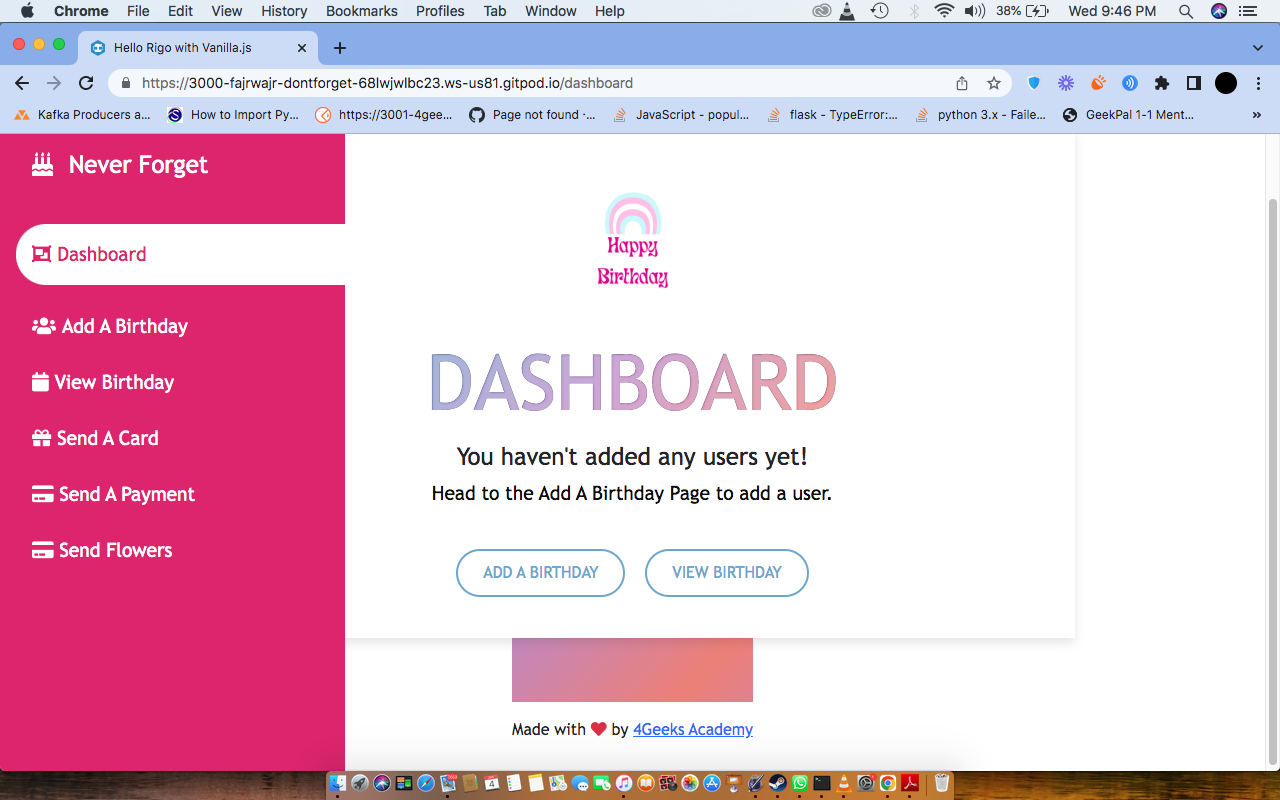 Chrome File Edit View History Bookmarks Profiles Tab Window Help 38% Wed 9:46 PM
Hello Rigo with Vanilla.js
https://3000-fajrwajr-dontforget-68lwjwlbc23.ws-us81.gitpod.io/dashboard
Kafka Producers a... How to Import Py... https://3001-4gee... Page not found ·... JavaScript - popul... flask - TypeError:... python 3.x - Faile... GeekPal 1-1 Ment... »
Never Forget
Dashboard
Add A Birthday
View Birthday
Send A Card
Send A Payment
Send Flowers
Happy
Birthday
DASHBOARD
You haven't added any users yet!
Head to the Add A Birthday Page to add a user.
ADD A BIRTHDAY VIEW BIRTHDAY
Made with ❤ by 4Geeks Academy